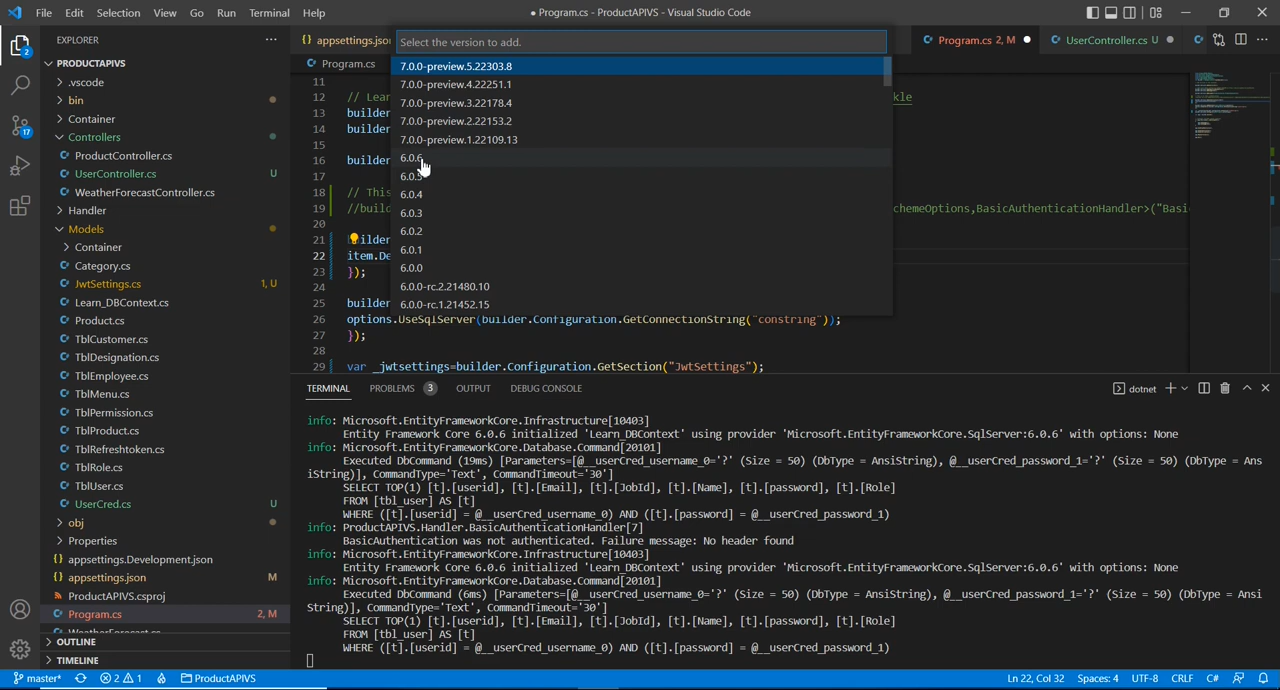 File Edit Selection View Go Run Terminal Help
● Program.cs - ProductAPIVS - Visual Studio Code
EXPLORER
PRODUCTAPIVS
.vscode
bin
Container
Controllers
ProductController.cs
UserController.cs U
WeatherForecastController.cs
Handler
Models
Container
Category.cs
JwtSettings.cs 1, U
Learn_DBContext.cs
Product.cs
TblCustomer.cs
TblDesignation.cs
TblEmployee.cs
TblMenu.cs
TblPermission.cs
TblProduct.cs
TblRefreshtoken.cs
TblRole.cs
TblUser.cs
UserCred.cs U
obj
Properties
appsettings.Development.json
appsettings.json M
ProductAPIVS.csproj
Program.cs 2, M
OUTLINE
TIMELINE
2
17
appsettings.jso
Program.cs 2, M
UserController.cs U
Program.cs
Select the version to add.
7.0.0-preview.5.22303.8
7.0.0-preview.4.22251.1
7.0.0-preview.3.22178.4
7.0.0-preview.2.22153.2
7.0.0-preview.1.22109.13
6.0.6
6.0.5
6.0.4
6.0.3
6.0.2
6.0.1
6.0.0
6.0.0-rc.2.21480.10
6.0.0-rc.1.21452.15
11
12 // Lear kle
13 builder
14 builder
15
16 builder
17
18 // This
19 //build chemeOptions,BasicAuthenticationHandler>("Basi
20
21 builder
22 item.De
23 });
24
25 builder
26 options.UseSqlServer(builder.Configuration.GetConnectionString("constring"));
27 });
28
29 var _jwtsettings=builder.Configuration.GetSection("JwtSettings");
TERMINAL PROBLEMS 3 OUTPUT DEBUG CONSOLE
dotnet
info: Microsoft.EntityFrameworkCore.Infrastructure[10403]
Entity Framework Core 6.0.6 initialized 'Learn_DBContext' using provider 'Microsoft.EntityFrameworkCore.SqlServer:6.0.6' with options: None
info: Microsoft.EntityFrameworkCore.Database.Command[20101]
Executed DbCommand (19ms) [Parameters=[@__userCred_username_0='?' (Size = 50) (DbType = AnsiString), @__userCred_password_1='?' (Size = 50) (DbType = Ans
iString)], CommandType='Text', CommandTimeout='30']
SELECT TOP(1) [t].[userid], [t].[Email], [t].[JobId], [t].[Name], [t].[password], [t].[Role]
FROM [tbl_user] AS [t]
WHERE ([t].[userid] = @__userCred_username_0) AND ([t].[password] = @__userCred_password_1)
info: ProductAPIVS.Handler.BasicAuthenticationHandler[7]
BasicAuthentication was not authenticated. Failure message: No header found
info: Microsoft.EntityFrameworkCore.Infrastructure[10403]
Entity Framework Core 6.0.6 initialized 'Learn_DBContext' using provider 'Microsoft.EntityFrameworkCore.SqlServer:6.0.6' with options: None
info: Microsoft.EntityFrameworkCore.Database.Command[20101]
Executed DbCommand (6ms) [Parameters=[@__userCred_username_0='?' (Size = 50) (DbType = AnsiString), @__userCred_password_1='?' (Size = 50) (DbType = Ansi
String)], CommandType='Text', CommandTimeout='30']
SELECT TOP(1) [t].[userid], [t].[Email], [t].[JobId], [t].[Name], [t].[password], [t].[Role]
FROM [tbl_user] AS [t]
WHERE ([t].[userid] = @__userCred_username_0) AND ([t].[password] = @__userCred_password_1)
master* 2 1 ProductAPIVS
Ln 22, Col 32 Spaces: 4 UTF-8 CRLF C#